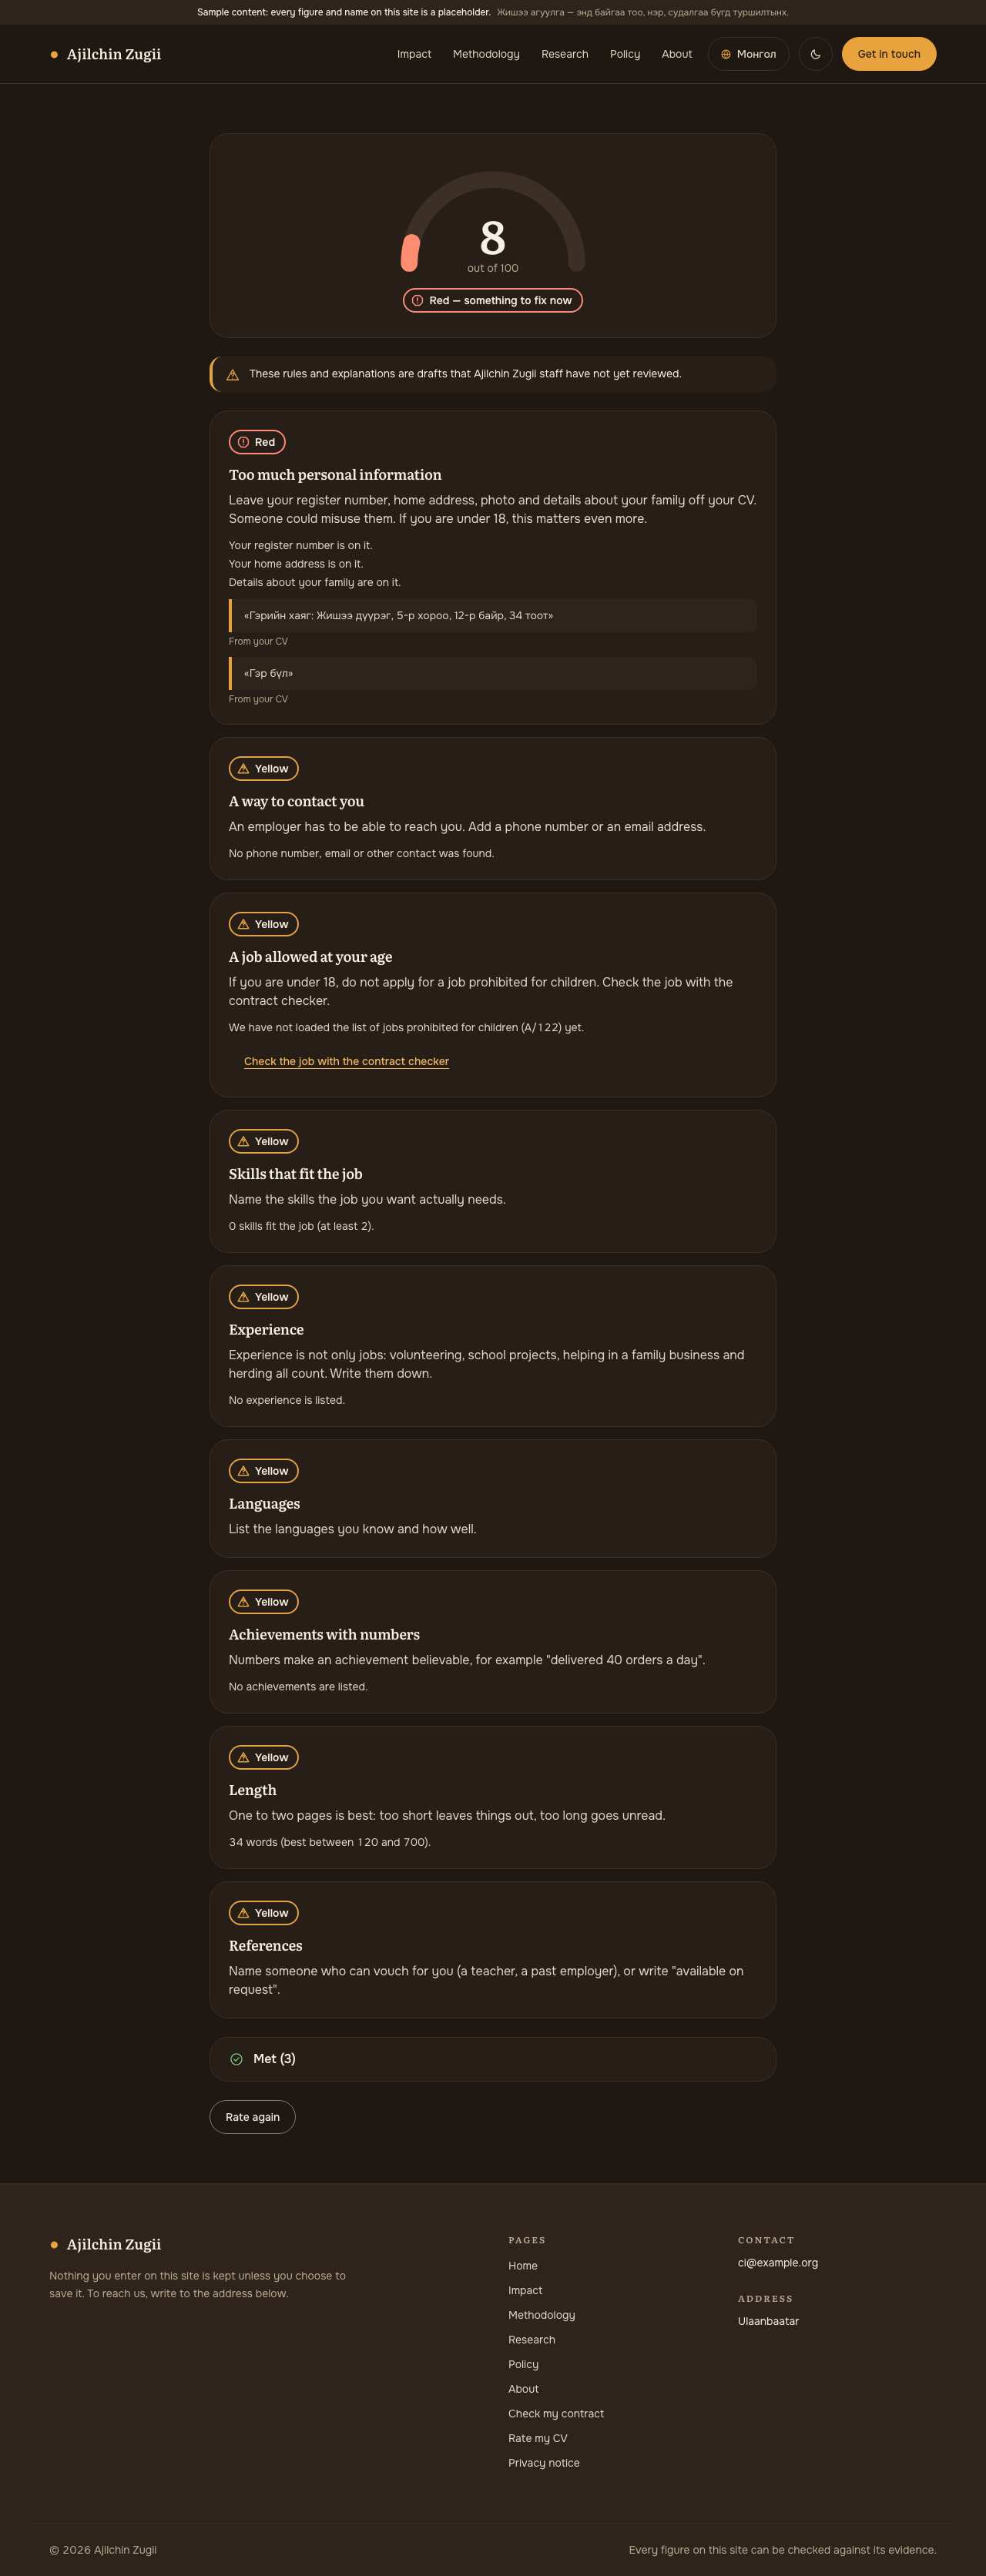 Sample content: every figure and name on this site is a placeholder. Жишээ агуулга — энд байгаа тоо, нэр, судалгаа бүгд туршилтынх.
Ajilchin Zugii
Impact Methodology Research Policy About Монгол Get in touch
8
out of 100
Red — something to fix now
These rules and explanations are drafts that Ajilchin Zugii staff have not yet reviewed.
Red
Too much personal information
Leave your register number, home address, photo and details about your family off your CV.
Someone could misuse them. If you are under 18, this matters even more.
Your register number is on it.
Your home address is on it.
Details about your family are on it.
«Гэрийн хаяг: Жишээ дүүрэг, 5-р хороо, 12-р байр, 34 тоот»
From your CV
«Гэр бүл»
From your CV
Yellow
A way to contact you
An employer has to be able to reach you. Add a phone number or an email address.
No phone number, email or other contact was found.
Yellow
A job allowed at your age
If you are under 18, do not apply for a job prohibited for children. Check the job with the
contract checker.
We have not loaded the list of jobs prohibited for children (A/122) yet.
Check the job with the contract checker
Yellow
Skills that fit the job
Name the skills the job you want actually needs.
0 skills fit the job (at least 2).
Yellow
Experience
Experience is not only jobs: volunteering, school projects, helping in a family business and
herding all count. Write them down.
No experience is listed.
Yellow
Languages
List the languages you know and how well.
Yellow
Achievements with numbers
Numbers make an achievement believable, for example "delivered 40 orders a day".
No achievements are listed.
Yellow
Length
One to two pages is best: too short leaves things out, too long goes unread.
34 words (best between 120 and 700).
Yellow
References
Name someone who can vouch for you (a teacher, a past employer), or write "available on
request".
Met (3)
Rate again
Ajilchin Zugii
Nothing you enter on this site is kept unless you choose to
save it. To reach us, write to the address below.
PAGES
Home
Impact
Methodology
Research
Policy
About
Check my contract
Rate my CV
Privacy notice
CONTACT
ci@example.org
ADDRESS
Ulaanbaatar
© 2026 Ajilchin Zugii
Every figure on this site can be checked against its evidence.